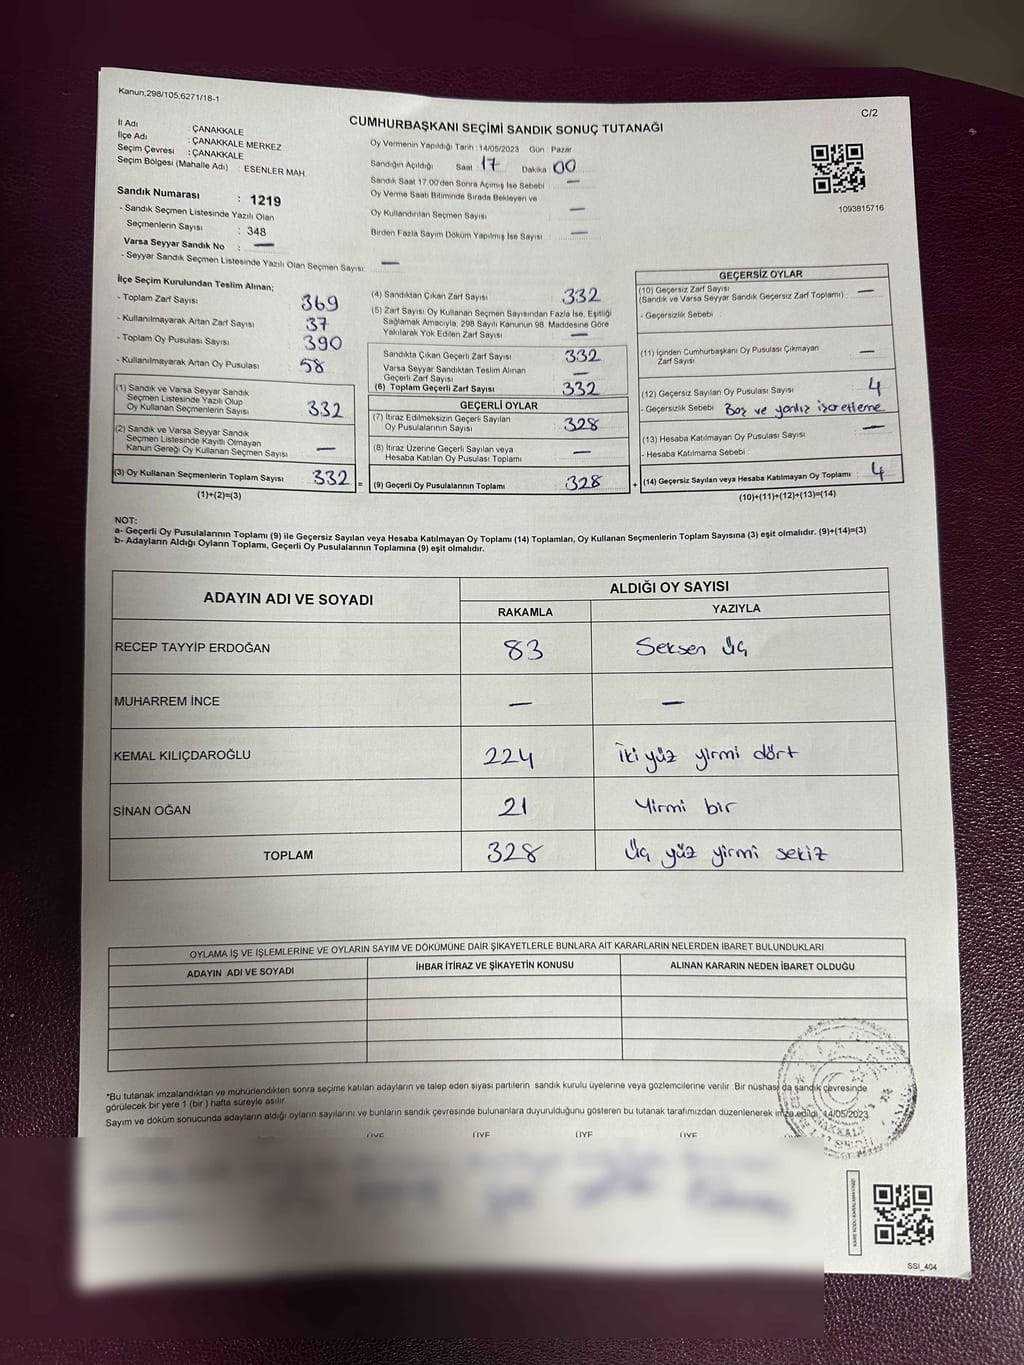 Kanun;298/105,6271/18-1
C/2
CUMHURBAŞKANI SEÇİMİ SANDIK SONUÇ TUTANAĞI
İl Adı : ÇANAKKALE
İlçe Adı : ÇANAKKALE MERKEZ
Seçim Çevresi : ÇANAKKALE
Seçim Bölgesi (Mahalle Adı) ESENLER MAH
Sandık Numarası : 1219
- Sandık Seçmen Listesinde Yazılı Olan
Seçmenlerin Sayısı : 348
Varsa Seyyar Sandık No : —
- Seyyar Sandık Seçmen Listesinde Yazılı Olan Seçmen Sayısı: —
Oy Vermenin Yapıldığı Tarih : 14/05/2023 Gün : Pazar
Sandığın Açıldığı Saat 17 Dakika 00
Sandık Saat 17:00'den Sonra Açımış İse Sebebi : —
Oy Verme Saati Bitiminde Sırada Bekleyen ve
Oy Kullandırılan Seçmen Sayısı : —
Birden Fazla Sayım Döküm Yapılmış İse Sayısı : —
1093815716
İlçe Seçim Kurulundan Teslim Alınan;
- Toplam Zarf Sayısı 369
- Kullanılmayarak Artan Zarf Sayısı 37
- Toplam Oy Pusulası Sayısı 390
- Kullanılmayarak Artan Oy Pusulası 58
(1) Sandık ve Varsa Seyyar Sandık
Seçmen Listesinde Yazılı Olup
Oy Kullanan Seçmenlerin Sayısı 332
(2) Sandık ve Varsa Seyyar Sandık
Seçmen Listesinde Kayıtlı Olmayan
Kanun Gereği Oy Kullanan Seçmen Sayısı —
(3) Oy Kullanan Seçmenlerin Toplam Sayısı 332
(1)+(2)=(3)
(4) Sandıktan Çıkan Zarf Sayısı 332
(5) Zarf Sayısı Oy Kullanan Seçmen Sayısından Fazla İse, Eşitliği
Sağlamak Amacıyla, 298 Sayılı Kanunun 98. Maddesine Göre
Yakılarak Yok Edilen Zarf Sayısı —
Sandıkta Çıkan Geçerli Zarf Sayısı 332
Varsa Seyyar Sandıktan Teslim Alınan
Geçerli Zarf Sayısı —
(6) Toplam Geçerli Zarf Sayısı 332
GEÇERLİ OYLAR
(7) İtiraz Edilmeksizin Geçerli Sayılan
Oy Pusulalarının Sayısı 328
(8) İtiraz Üzerine Geçerli Sayılan veya
Hesaba Katılan Oy Pusulası Toplamı —
= (9) Geçerli Oy Pusulalarının Toplamı 328
GEÇERSİZ OYLAR
(10) Geçersiz Zarf Sayısı
(Sandık ve Varsa Seyyar Sandık Geçersiz Zarf Toplamı) : —
- Geçersizlik Sebebi :
(11) İçinden Cumhurbaşkanı Oy Pusulası Çıkmayan
Zarf Sayısı —
(12) Geçersiz Sayılan Oy Pusulası Sayısı : 4
- Geçersizlik Sebebi : Boş ve yanlız işaretleme
(13) Hesaba Katılmayan Oy Pusulası Sayısı : —
- Hesaba Katılmama Sebebi :
+ (14) Geçersiz Sayılan veya Hesaba Katılmayan Oy Toplamı : 4
(10)+(11)+(12)+(13)=(14)
NOT:
a- Geçerli Oy Pusulalarının Toplamı (9) ile Geçersiz Sayılan veya Hesaba Katılmayan Oy Toplamı (14) Toplamları, Oy Kullanan Seçmenlerin Toplam Sayısına (3) eşit olmalıdır. (9)+(14)=(3)
b- Adayların Aldığı Oyların Toplamı, Geçerli Oy Pusulalarının Toplamına (9) eşit olmalıdır.
ADAYIN ADI VE SOYADI ALDIĞI OY SAYISI
RAKAMLA YAZIYLA
RECEP TAYYİP ERDOĞAN 83 Seksen Üç
MUHARREM İNCE — —
KEMAL KILIÇDAROĞLU 224 İki yüz yirmi dört
SİNAN OĞAN 21 Yirmi bir
TOPLAM 328 Üç yüz yirmi sekiz
OYLAMA İŞ VE İŞLEMLERİNE VE OYLARIN SAYIM VE DÖKÜMÜNE DAİR ŞİKAYETLERLE BUNLARA AİT KARARLARIN NELERDEN İBARET BULUNDUKLARI
ADAYIN ADI VE SOYADI İHBAR İTİRAZ VE ŞİKAYETİN KONUSU ALINAN KARARIN NEDEN İBARET OLDUĞU
*Bu tutanak imzalandıktan ve mühürlendikten sonra seçime katılan adayların ve talep eden siyasi partilerin sandık kurulu üyelerine veya gözlemcilerine verilir .Bir nüshası da sandık çevresinde
görülecek bir yere 1 (bir ) hafta süreyle asılır.
Sayım ve döküm sonucunda adayların aldığı oyların sayılarını ve bunların sandık çevresinde bulunanlara duyurulduğunu gösteren bu tutanak tarafımızdan düzenlenerek imza edildi. 14/05/2023
ÜYE ÜYE ÜYE ÜYE
ÇANAKKALE
SSİ_404